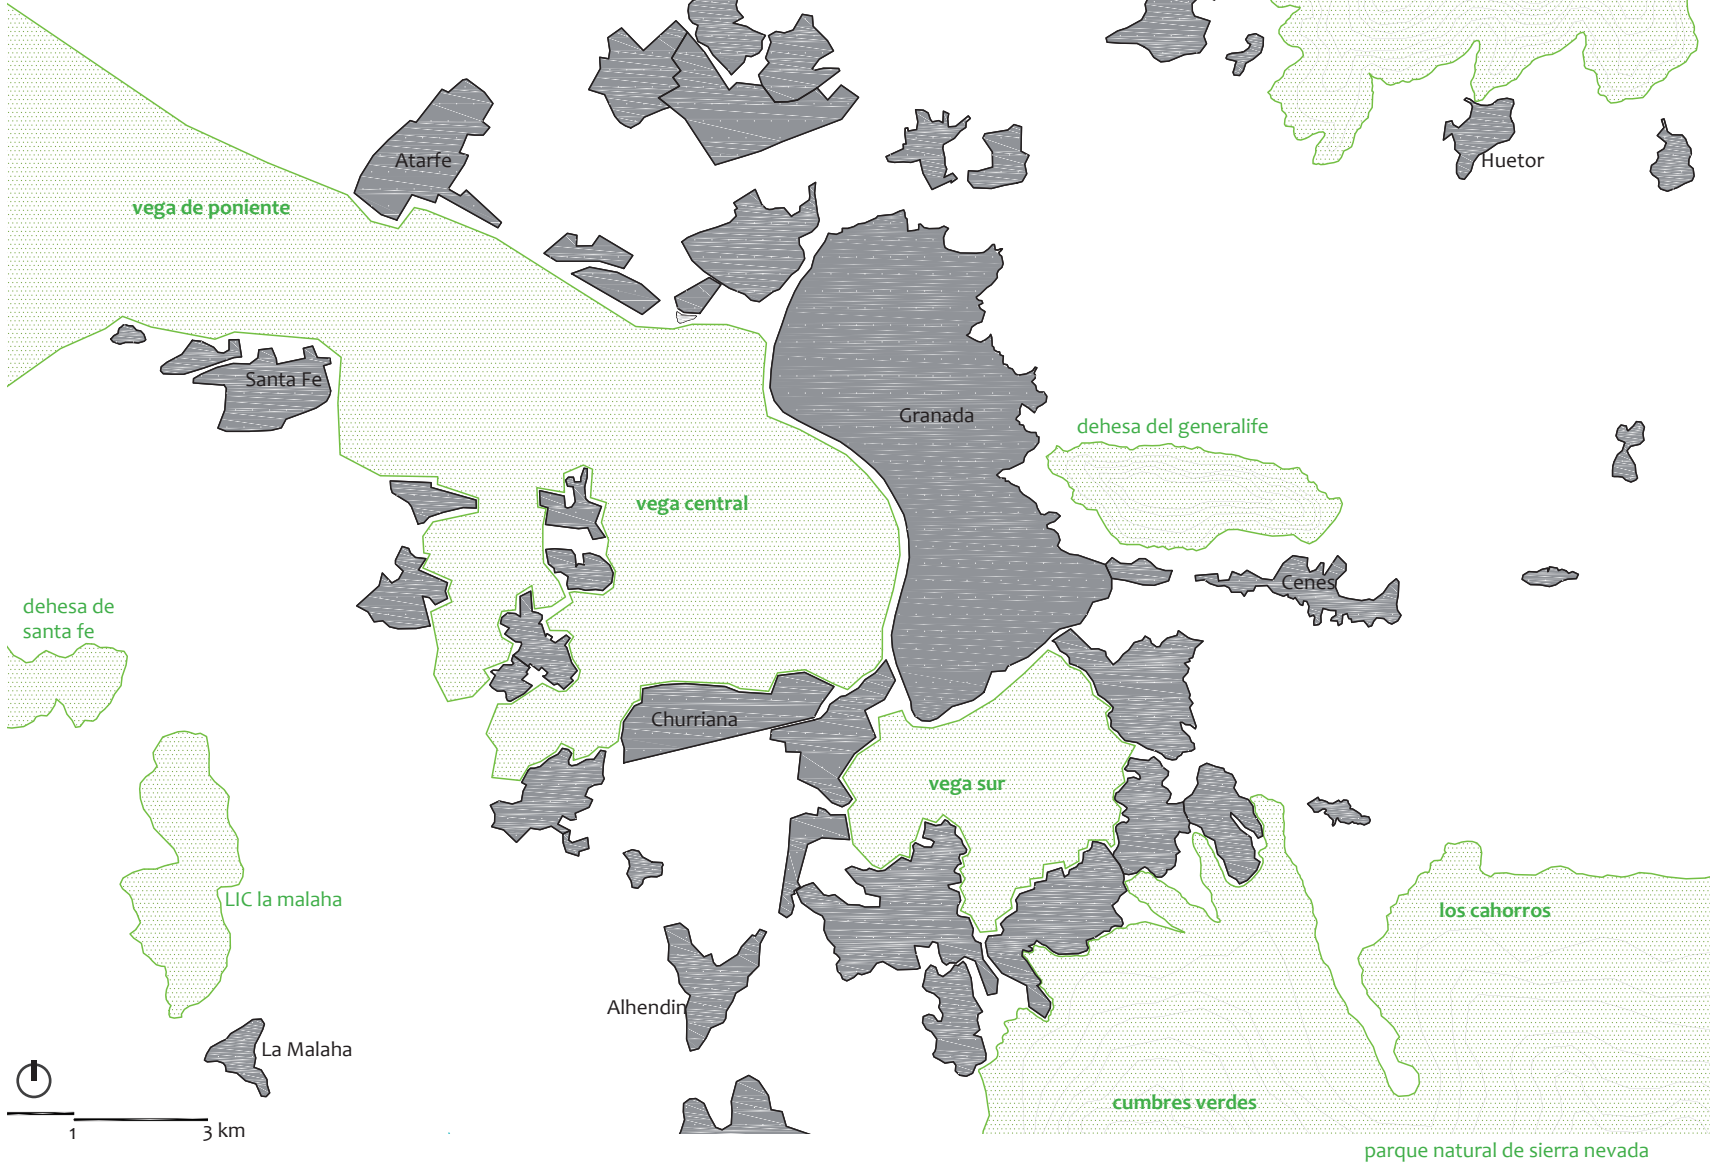 Atarfe
Huetor
vega de poniente
Santa Fe
Granada
dehesa del generalife
vega central
Cenes
dehesa de
santa fe
Churriana
vega sur
LIC la malaha
los cahorros
Alhendin
La Malaha
cumbres verdes
1
3 km
parque natural de sierra nevada